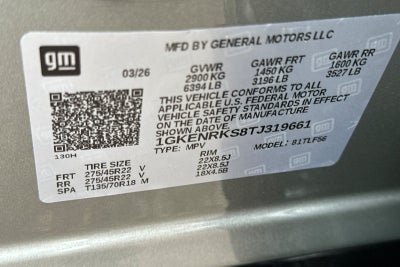 gm
MFD BY GENERAL MOTORS LLC
03/26
GVWR GAWR FRT GAWR RR
2900 KG 1450 KG 1600 KG
6394 LB 3196 LB 3527 LB
THIS VEHICLE CONFORMS TO ALL
APPLICABLE U.S. FEDERAL MOTOR
VEHICLE SAFETY STANDARDS IN EFFECT
ON THE DATE OF MANUFACTURE
1GKENRKS8TJ319661
130H
TYPE: MPV MODEL: 81TLF56
TIRE SIZE RIM
FRT 275/45R22 V 22X8.5J
RR 275/45R22 V 22X8.5J
SPA T135/70R18 M 18X4.5B